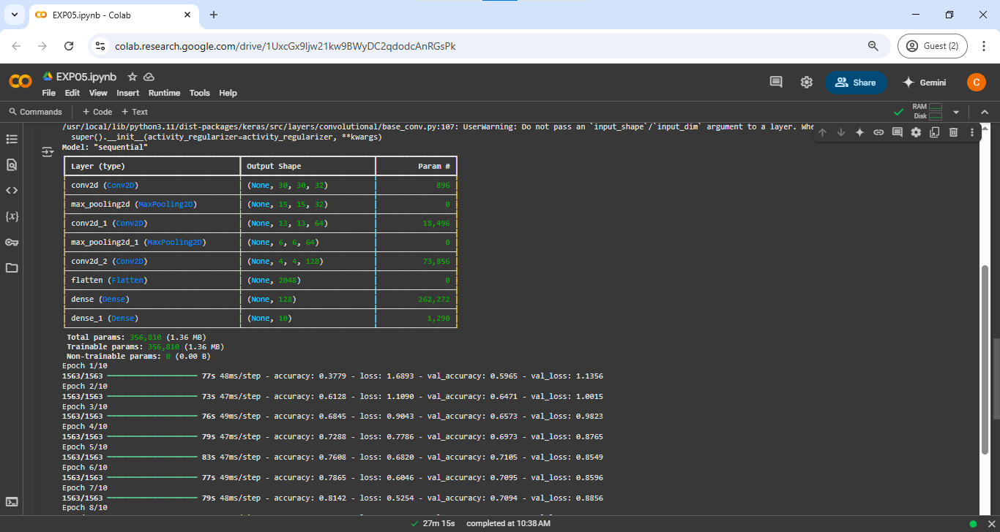 EXP05.ipynb - Colab
colab.research.google.com/drive/1UxcGx9ljw21kw9BWyDC2qdodcAnRGsPk
Guest (2)
EXP05.ipynb
File Edit View Insert Runtime Tools Help
Share
Gemini
C
Commands + Code + Text
RAM
Disk
/usr/local/lib/python3.11/dist-packages/keras/src/layers/convolutional/base_conv.py:107: UserWarning: Do not pass an `input_shape`/`input_dim` argument to a layer. Whe
super().__init__(activity_regularizer=activity_regularizer, **kwargs)
Model: "sequential"
Layer (type) Output Shape Param #
conv2d (Conv2D) (None, 30, 30, 32) 896
max_pooling2d (MaxPooling2D) (None, 15, 15, 32) 0
conv2d_1 (Conv2D) (None, 13, 13, 64) 18,496
max_pooling2d_1 (MaxPooling2D) (None, 6, 6, 64) 0
conv2d_2 (Conv2D) (None, 4, 4, 128) 73,856
flatten (Flatten) (None, 2048) 0
dense (Dense) (None, 128) 262,272
dense_1 (Dense) (None, 10) 1,290
Total params: 356,810 (1.36 MB)
Trainable params: 356,810 (1.36 MB)
Non-trainable params: 0 (0.00 B)
Epoch 1/10
1563/1563 77s 48ms/step - accuracy: 0.3779 - loss: 1.6893 - val_accuracy: 0.5965 - val_loss: 1.1356
Epoch 2/10
1563/1563 73s 47ms/step - accuracy: 0.6128 - loss: 1.1090 - val_accuracy: 0.6471 - val_loss: 1.0015
Epoch 3/10
1563/1563 76s 49ms/step - accuracy: 0.6845 - loss: 0.9043 - val_accuracy: 0.6573 - val_loss: 0.9823
Epoch 4/10
1563/1563 79s 47ms/step - accuracy: 0.7288 - loss: 0.7786 - val_accuracy: 0.6973 - val_loss: 0.8765
Epoch 5/10
1563/1563 83s 47ms/step - accuracy: 0.7608 - loss: 0.6820 - val_accuracy: 0.7105 - val_loss: 0.8549
Epoch 6/10
1563/1563 77s 49ms/step - accuracy: 0.7865 - loss: 0.6046 - val_accuracy: 0.7095 - val_loss: 0.8596
Epoch 7/10
1563/1563 79s 48ms/step - accuracy: 0.8142 - loss: 0.5254 - val_accuracy: 0.7094 - val_loss: 0.8856
Epoch 8/10
27m 15s completed at 10:38 AM